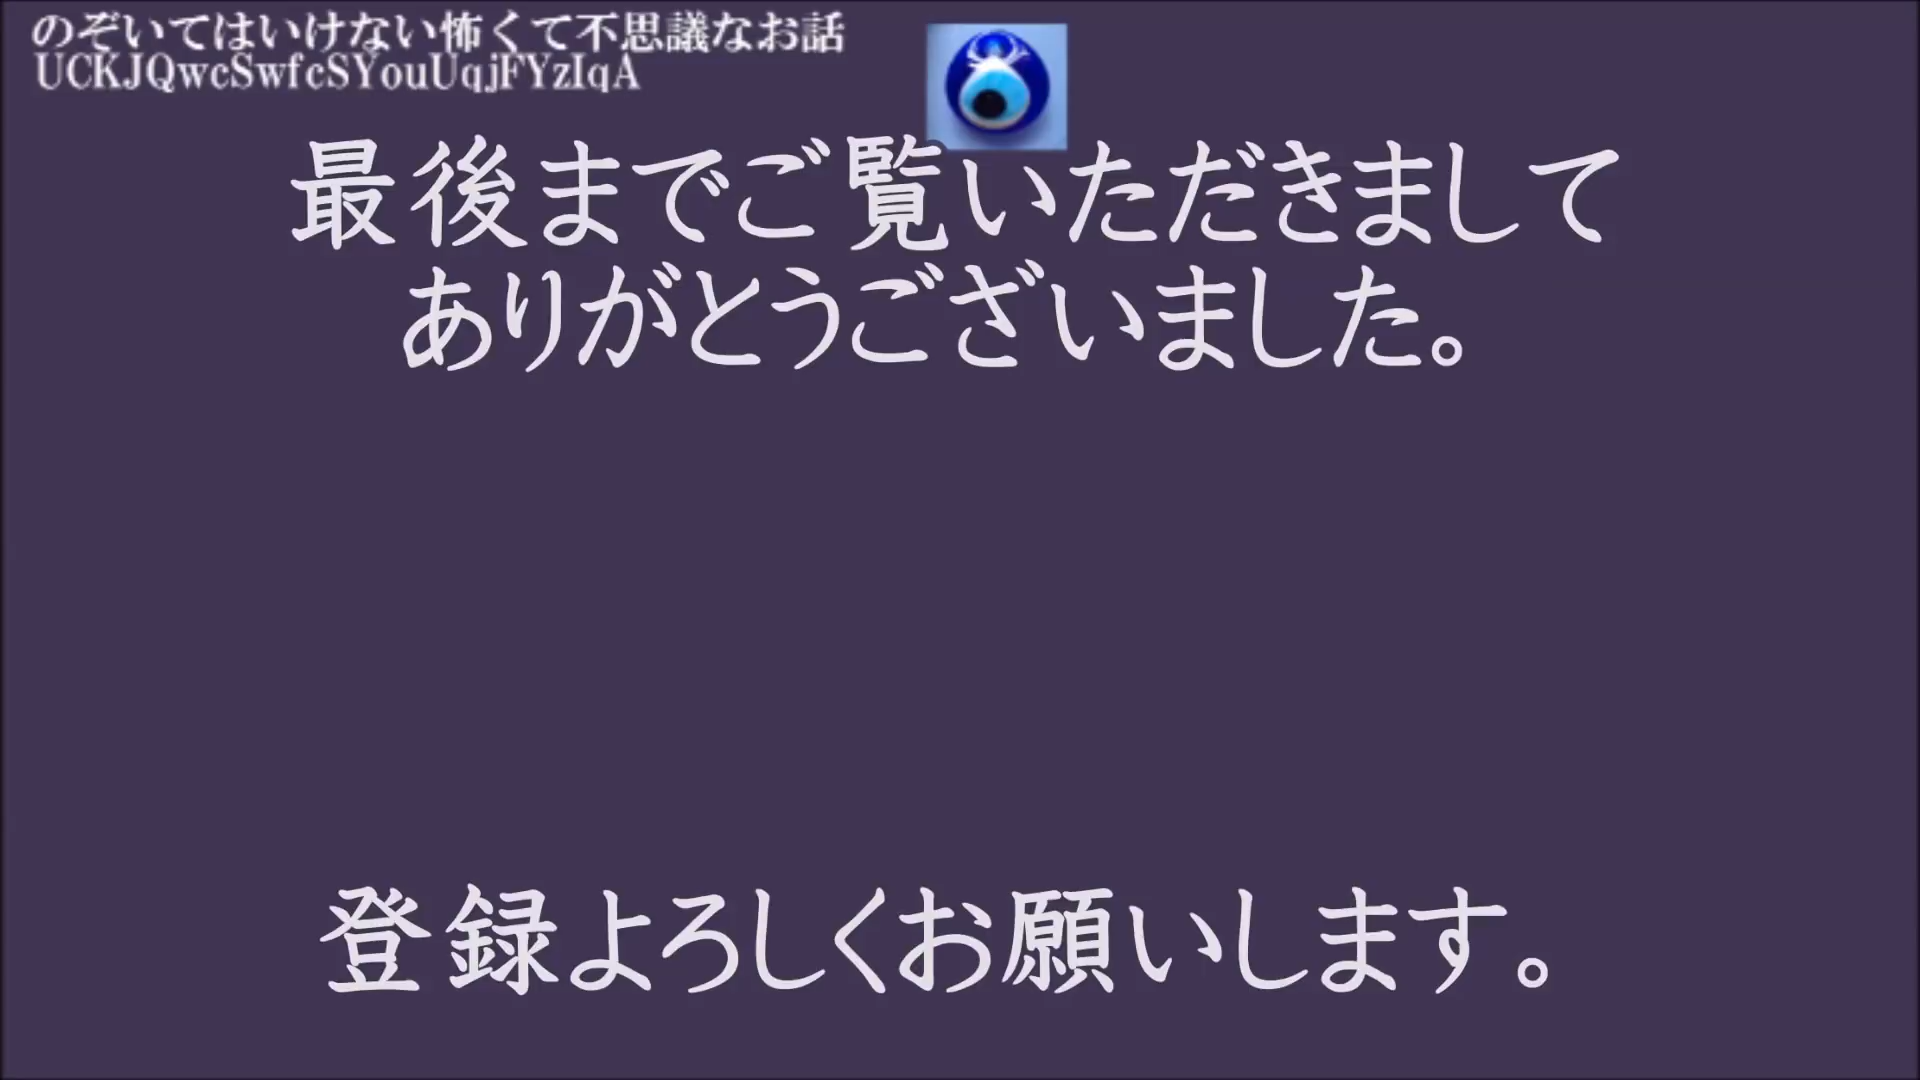 のぞいてはいけない怖くて不思議なお話
UCKJQwcSwfcSYouUqjFYzIqA
最後までご覧いただきまして
ありがとうございました。
登録よろしくお願いします。